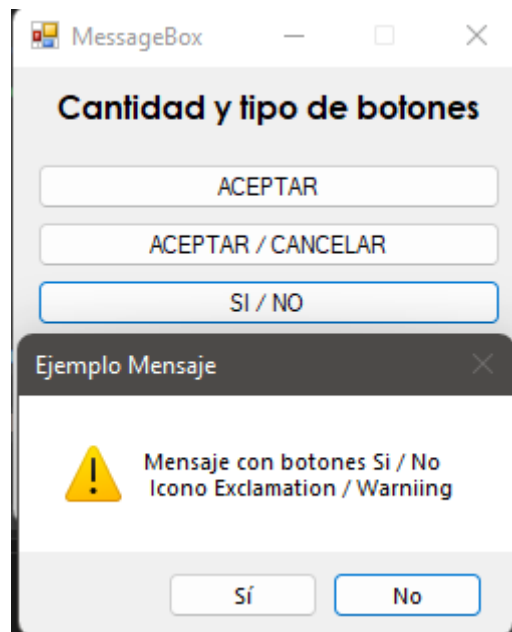 MessageBox
Cantidad y tipo de botones
ACEPTAR
ACEPTAR / CANCELAR
SI / NO
Ejemplo Mensaje
Mensaje con botones Si / No
Icono Exclamation / Warniing
Sí No